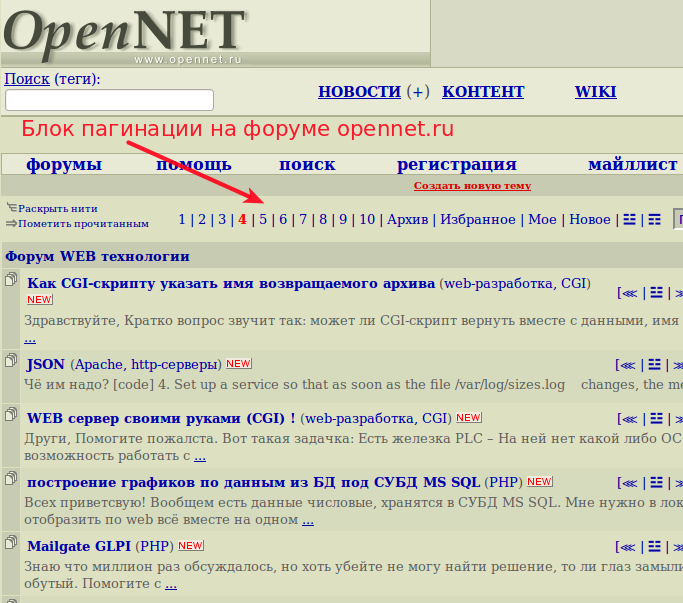 OpenNET
www.opennet.ru
Поиск (теги):
НОВОСТИ (+) КОНТЕНТ WIKI
Блок пагинации на форуме opennet.ru
форумы помощь поиск регистрация майллист
Создать новую тему
Раскрыть нити
Пометить прочитанным
1 | 2 | 3 | 4 | 5 | 6 | 7 | 8 | 9 | 10 | Архив | Избранное | Мое | Новое | ☳ | ☶
Форум WEB технологии
Как CGI-скрипту указать имя возвращаемого архива (web-разработка, CGI)
NEW
[⋘ | ☳ | ⋙
Здравствуйте, Кратко вопрос звучит так: может ли CGI-скрипт вернуть вместе с данными, имя
...
JSON (Apache, http-серверы) NEW [⋘ | ☳ | ⋙
Чё им надо? [code] 4. Set up a service so that as soon as the file /var/log/sizes.log changes, the
WEB сервер своими руками (CGI) ! (web-разработка, CGI) NEW [⋘ | ☳ | ⋙
Други, Помогите пожалста. Вот такая задачка: Есть железка PLC – На ней нет какой либо ОС
возможность работать с ...
построение графиков по данным из БД под СУБД MS SQL (PHP) NEW [⋘ | ☳ | ⋙
Всех приветсвую! Вообщем есть данные числовые, хранятся в СУБД MS SQL. Мне нужно в лок
отобразить по web всё вместе на одном ...
Mailgate GLPI (PHP) NEW [⋘ | ☳ | ⋙
Знаю что миллион раз обсуждалось, но хоть убейте не могу найти решение, то ли глаз замыли
обутый. Помогите с ...